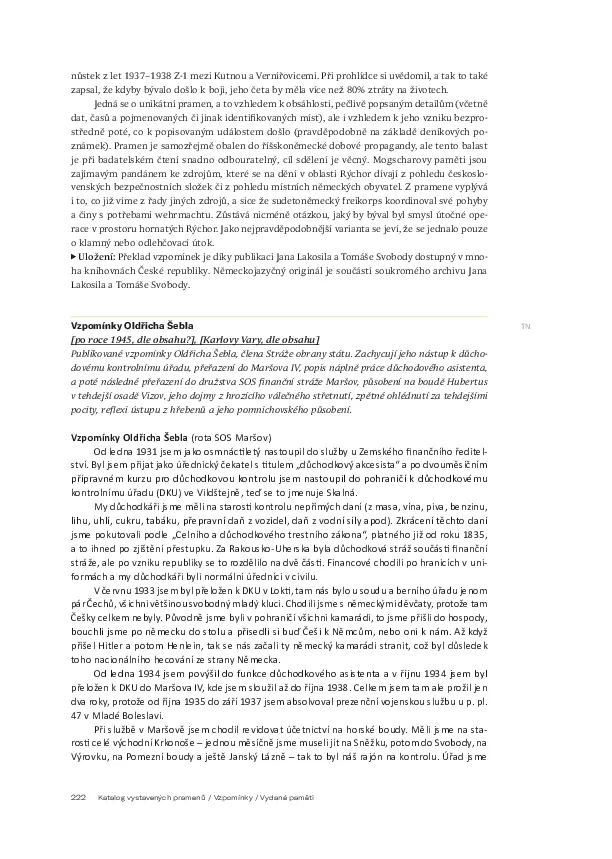 nůstek z let 1937–1938 Z-1 mezi Kutnou a Vernířovicemi. Při prohlídce si uvědomil, a tak to také
zapsal, že kdyby bývalo došlo k boji, jeho četa by měla více než 80% ztráty na životech.
Jedná se o unikátní pramen, a to vzhledem k obsáhlosti, pečlivě popsaným detailům (včetně
dat, časů a pojmenovaných či jinak identifikovaných míst), ale i vzhledem k jeho vzniku bezpro-
středně poté, co k popisovaným událostem došlo (pravděpodobně na základě deníkových po-
známek). Pramen je samozřejmě obalen do říšskoněmecké dobové propagandy, ale tento balast
je při badatelském čtení snadno odbouratelný, cíl sdělení je věcný. Mogscharovy paměti jsou
zajímavým pandánem ke zdrojům, které se na dění v oblasti Rýchor dívají z pohledu českoslo-
venských bezpečnostních složek či z pohledu místních německých obyvatel. Z pramene vyplývá
i to, co již víme z řady jiných zdrojů, a sice že sudetoněmecký freikorps koordinoval své pohyby
a činy s potřebami wehrmachtu. Zůstává nicméně otázkou, jaký by býval byl smysl útočné ope-
race v prostoru hornatých Rýchor. Jako nejpravděpodobnější varianta se jeví, že se jednalo pouze
o klamný nebo odlehčovací útok.
▶ Uložení: Překlad vzpomínek je díky publikaci Jana Lakosila a Tomáše Svobody dostupný v mno-
ha knihovnách České republiky. Německojazyčný originál je součástí soukromého archivu Jana
Lakosila a Tomáše Svobody.
Vzpomínky Oldřicha Šebla
TN
[po roce 1945, dle obsahu?], [Karlovy Vary, dle obsahu]
Publikované vzpomínky Oldřicha Šebla, člena Stráže obrany státu. Zachycují jeho nástup k důcho-
dovému kontrolnímu úřadu, přeřazení do Maršova IV, popis náplně práce důchodového asistenta,
a poté následné přeřazení do družstva SOS finanční stráže Maršov, působení na boudě Hubertus
v tehdejší osadě Vízov, jeho dojmy z hrozícího válečného střetnutí, zpětné ohlédnutí za tehdejšími
pocity, reflexi ústupu z hřebenů a jeho pomnichovského působení.
Vzpomínky Oldřicha Šebla (rota SOS Maršov)
Od ledna 1931 jsem jako osmnáctiletý nastoupil do služby u Zemského finančního ředitel-
ství. Byl jsem přijat jako úřednický čekatel s titulem „důchodkový akcesista“ a po dvouměsíčním
přípravném kurzu pro důchodkovou kontrolu jsem nastoupil do pohraničí k důchodkovému
kontrolnímu úřadu (DKU) ve Vildštejně, teď se to jmenuje Skalná.
My důchodkáři jsme měli na starosti kontrolu nepřímých daní (z masa, vína, piva, benzinu,
lihu, uhlí, cukru, tabáku, přepravní daň z vozidel, daň z vodní síly apod). Zkrácení těchto daní
jsme pokutovali podle „Celního a důchodkového trestního zákona“, platného již od roku 1835,
a to ihned po zjištění přestupku. Za Rakousko-Uherska byla důchodková stráž součástí finanční
stráže, ale po vzniku republiky se to rozdělilo na dvě části. Financové chodili po hranicích v uni-
formách a my důchodkáři byli normální úředníci v civilu.
V červnu 1933 jsem byl přeložen k DKU v Lokti, tam nás bylo u soudu a berního úřadu jenom
pár Čechů, všichni většinou svobodný mladý kluci. Chodili jsme s německými děvčaty, protože tam
Češky celkem nebyly. Původně jsme byli v pohraničí všichni kamarádi, to jsme přišli do hospody,
bouchli jsme po německu do stolu a přisedli si buď Češi k Němcům, nebo oni k nám. Až když
přišel Hitler a potom Henlein, tak se nás začali ty německý kamarádi stranit, což byl důsledek
toho nacionálního hecování ze strany Německa.
Od ledna 1934 jsem povýšil do funkce důchodkového asistenta a v říjnu 1934 jsem byl
přeložen k DKU do Maršova IV, kde jsem sloužil až do října 1938. Celkem jsem tam ale prožil jen
dva roky, protože od října 1935 do září 1937 jsem absolvoval prezenční vojenskou službu u p. pl.
47 v Mladé Boleslavi.
Při službě v Maršově jsem chodil revidovat účetnictví na horské boudy. Měli jsme na sta-
rosti celé východní Krkonoše – jednou měsíčně jsme museli jít na Sněžku, potom do Svobody, na
Výrovku, na Pomezní boudy a ještě Janský Lázně – tak to byl náš rajón na kontrolu. Úřad jsme
222 Katalog vystavených pramenů / Vzpomínky / Vydané paměti